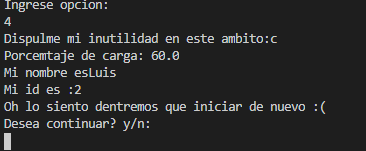 Ingrese opcion:
4
Dispulme mi inutilidad en este ambito:c
Porcemtaje de carga: 60.0
Mi nombre esLuis
Mi id es :2
Oh lo siento dentremos que iniciar de nuevo :(
Desea continuar? y/n: